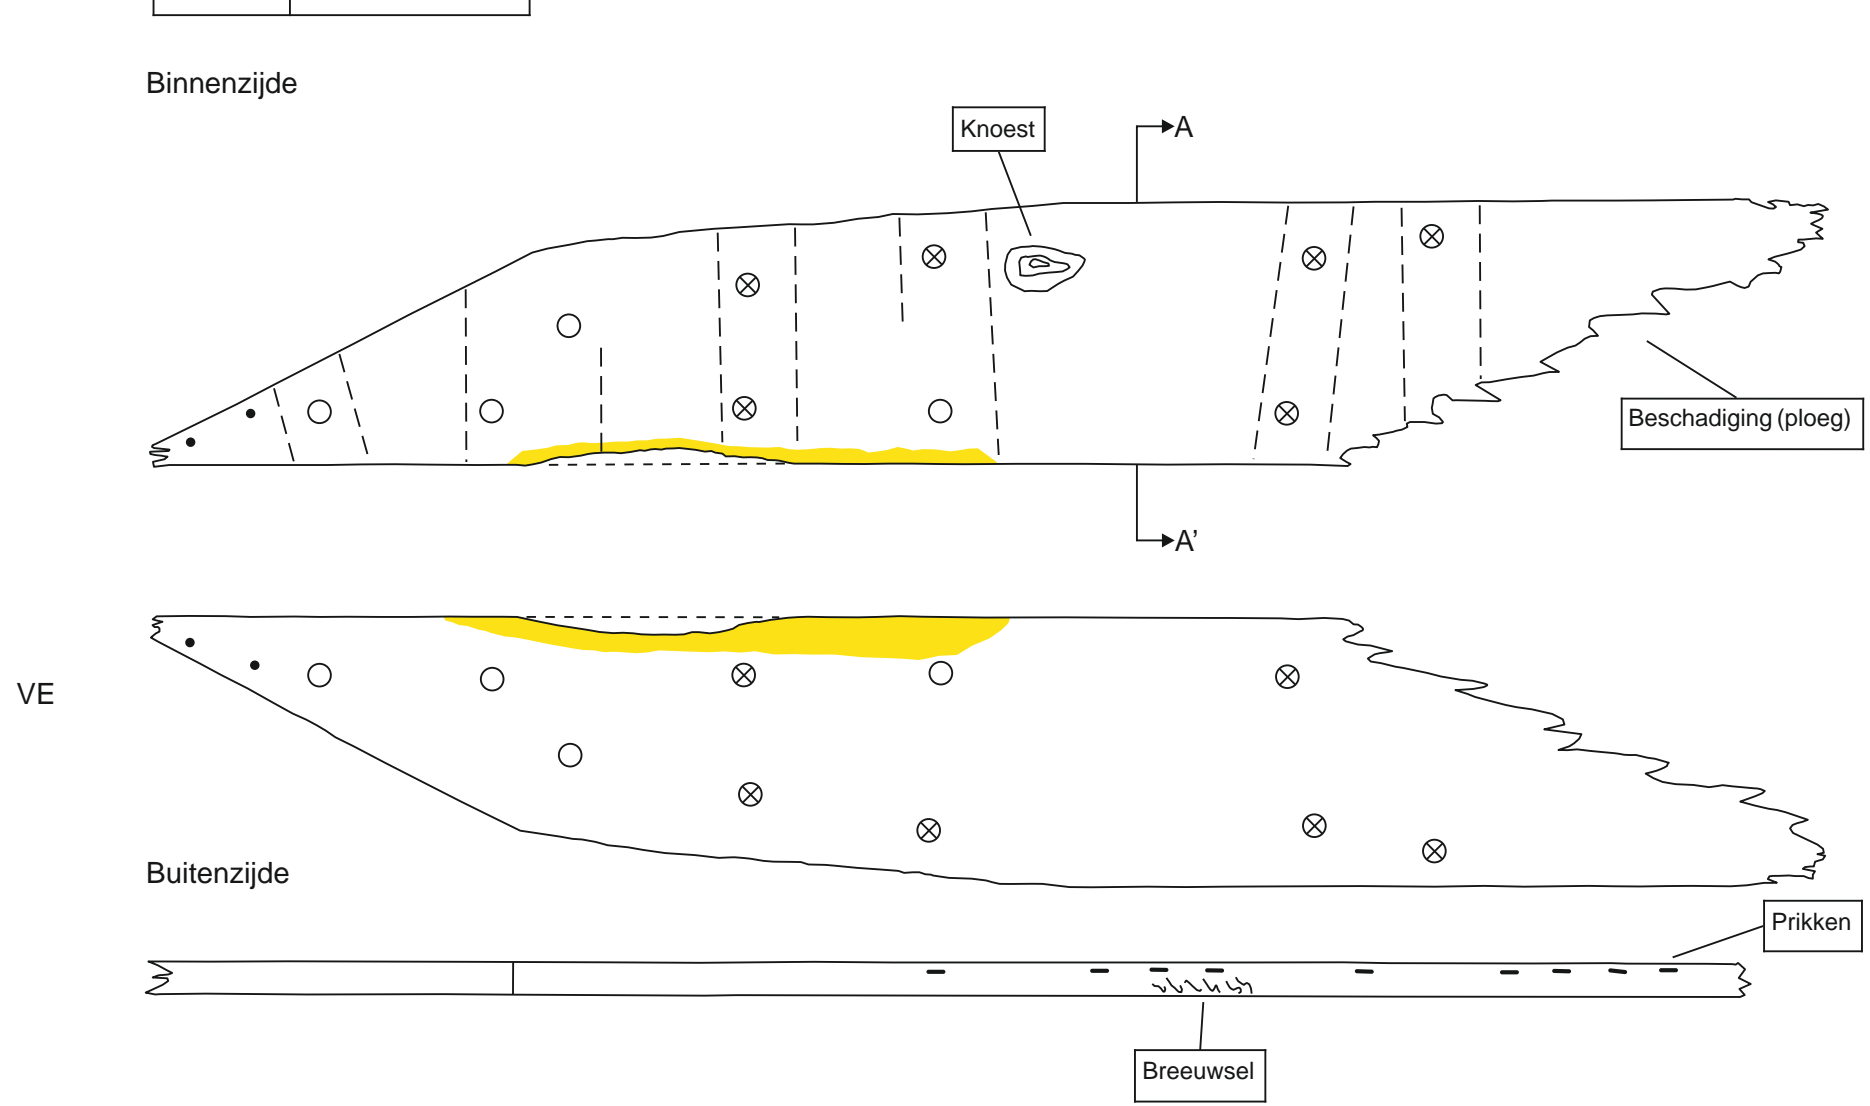 Binnenzijde
Knoest
A
Beschadiging (ploeg)
A’
VE
Buitenzijde
Prikken
Breeuwsel